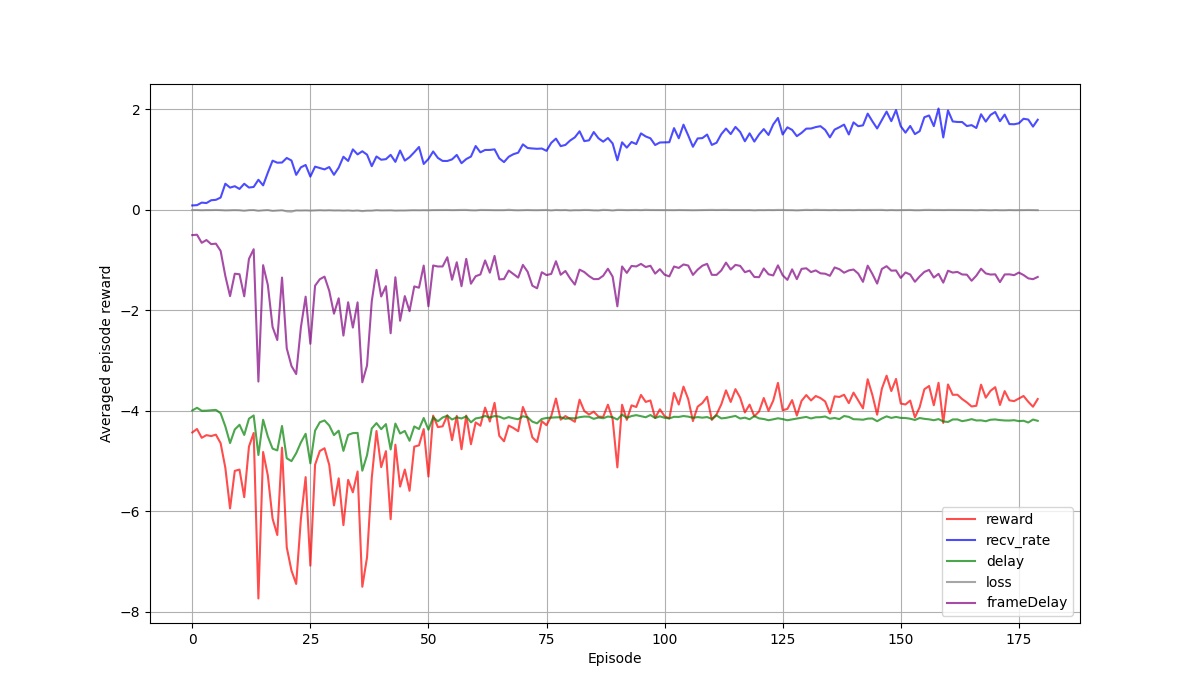 2
0
−2
−4
−6
−8
Averaged episode reward
0 25 50 75 100 125 150 175
Episode
reward
recv_rate
delay
loss
frameDelay